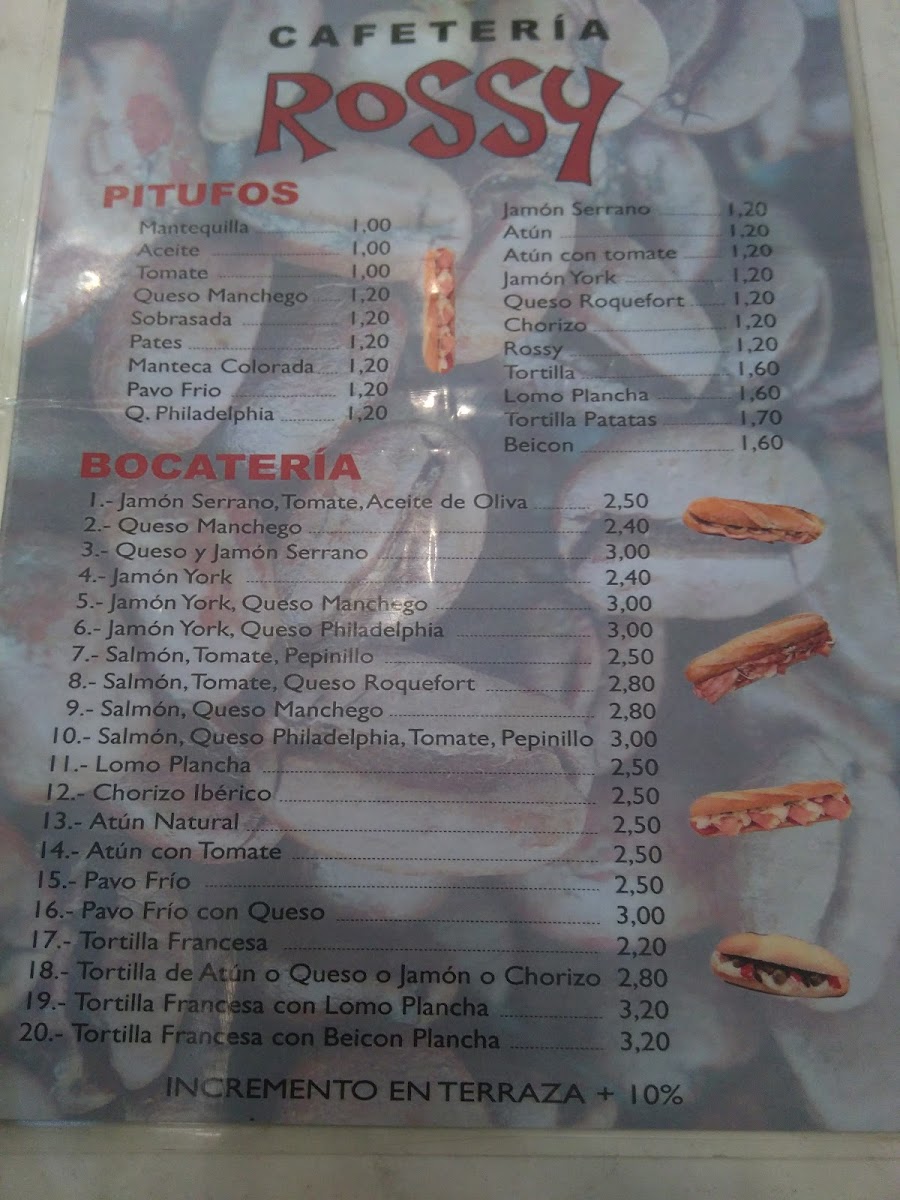 CAFETERÍA
ROSSY
PITUFOS
Mantequilla 1,00
Aceite 1,00
Tomate 1,00
Queso Manchego 1,20
Sobrasada 1,20
Pates 1,20
Manteca Colorada 1,20
Pavo Frio 1,20
Q. Philadelphia 1,20
Jamón Serrano 1,20
Atún 1,20
Atún con tomate 1,20
Jamón York 1,20
Queso Roquefort 1,20
Chorizo 1,20
Rossy 1,20
Tortilla 1,60
Lomo Plancha 1,60
Tortilla Patatas 1,70
Beicon 1,60
BOCATERÍA
1.- Jamón Serrano, Tomate, Aceite de Oliva 2,50
2.- Queso Manchego 2,40
3.- Queso y Jamón Serrano 3,00
4.- Jamón York 2,40
5.- Jamón York, Queso Manchego 3,00
6.- Jamón York, Queso Philadelphia 3,00
7.- Salmón, Tomate, Pepinillo 2,50
8.- Salmón, Tomate, Queso Roquefort 2,80
9.- Salmón, Queso Manchego 2,80
10.- Salmón, Queso Philadelphia, Tomate, Pepinillo 3,00
11.- Lomo Plancha 2,50
12.- Chorizo Ibérico 2,50
13.- Atún Natural 2,50
14.- Atún con Tomate 2,50
15.- Pavo Frío 2,50
16.- Pavo Frío con Queso 3,00
17.- Tortilla Francesa 2,20
18.- Tortilla de Atún o Queso o Jamón o Chorizo 2,80
19.- Tortilla Francesa con Lomo Plancha 3,20
20.- Tortilla Francesa con Beicon Plancha 3,20
INCREMENTO EN TERRAZA + 10%